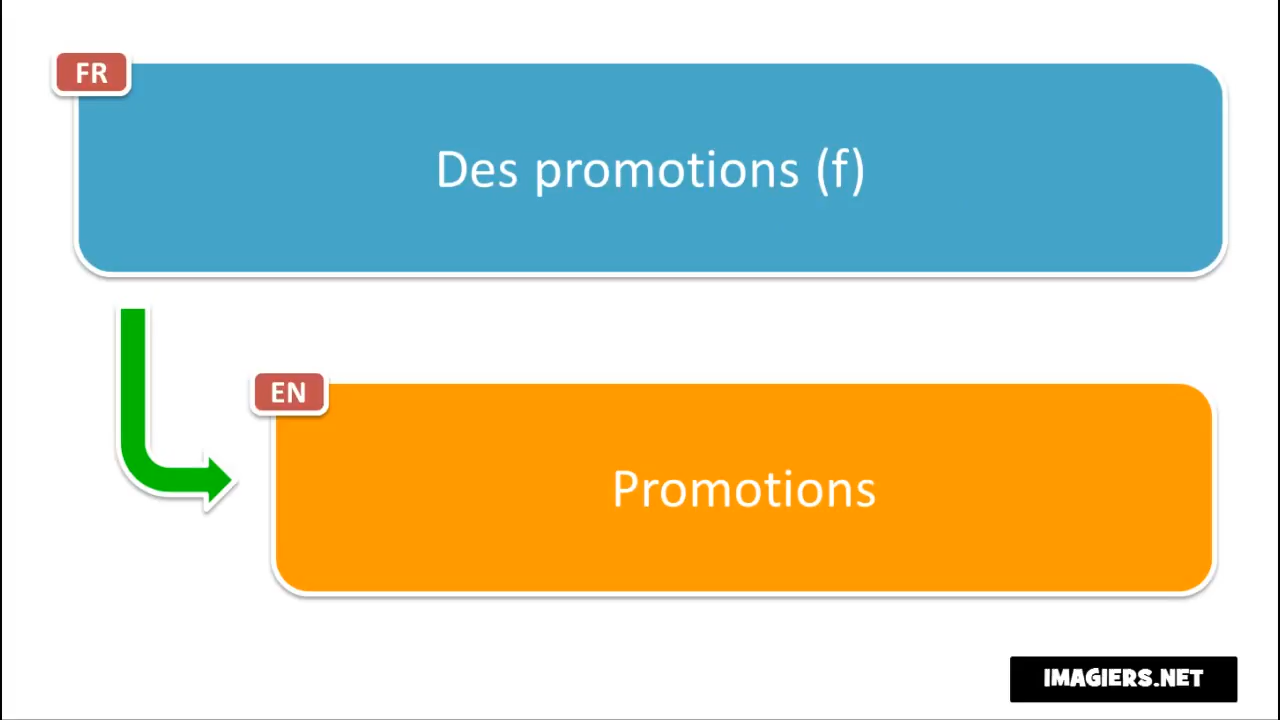 FR
Des promotions (f)
EN
Promotions
IMAGIERS.NET